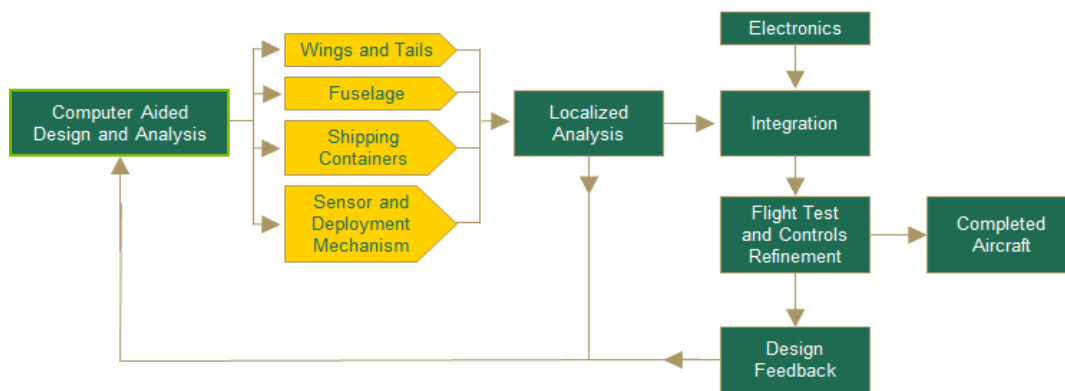 Computer Aided
Design and Analysis
Wings and Tails
Fuselage
Shipping
Containers
Sensor and
Deployment
Mechanism
Localized
Analysis
Electronics
Integration
Flight Test
and Controls
Refinement
Completed
Aircraft
Design
Feedback